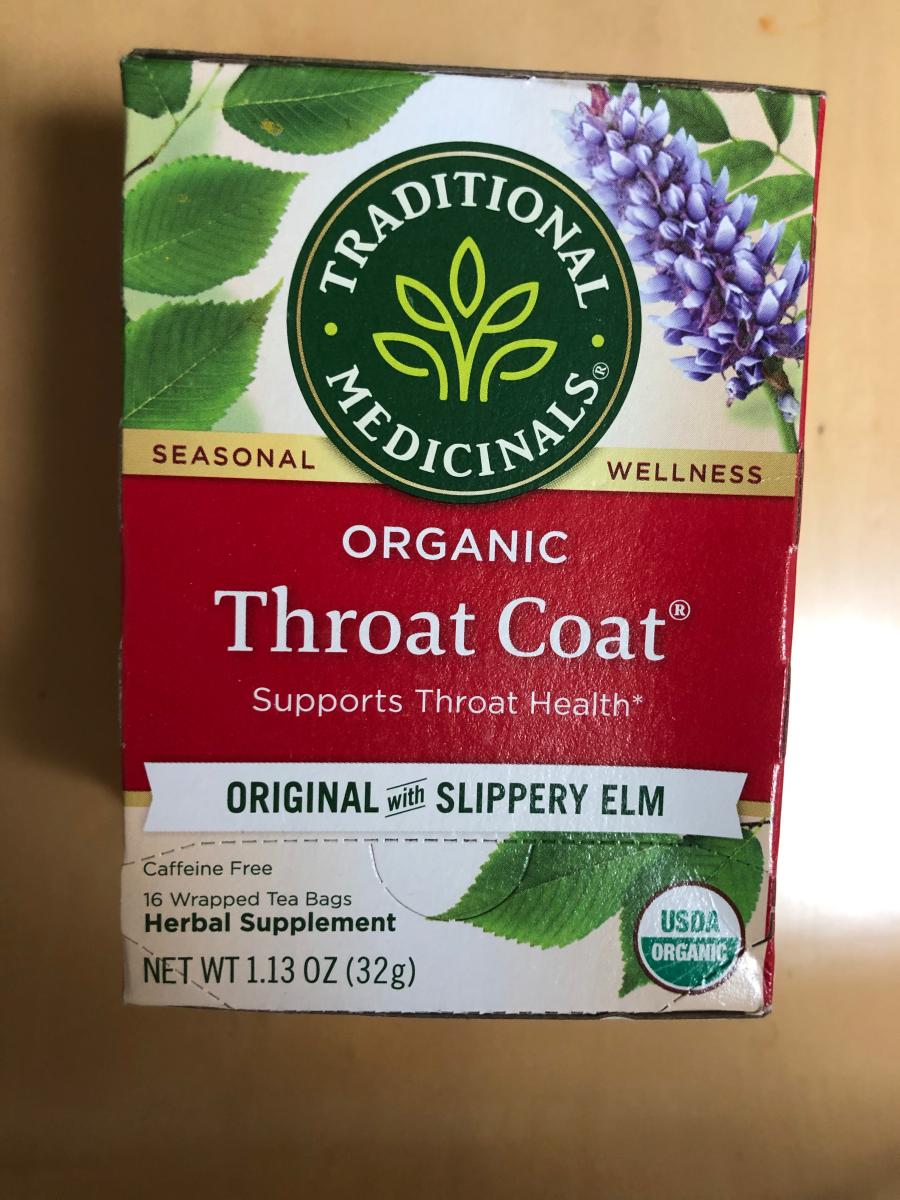 TRADITIONAL
MEDICINALS®
SEASONAL WELLNESS
ORGANIC
Throat Coat®
Supports Throat Health*
ORIGINAL with SLIPPERY ELM
Caffeine Free
16 Wrapped Tea Bags
Herbal Supplement
NET WT 1.13 OZ (32g)
USDA
ORGANIC